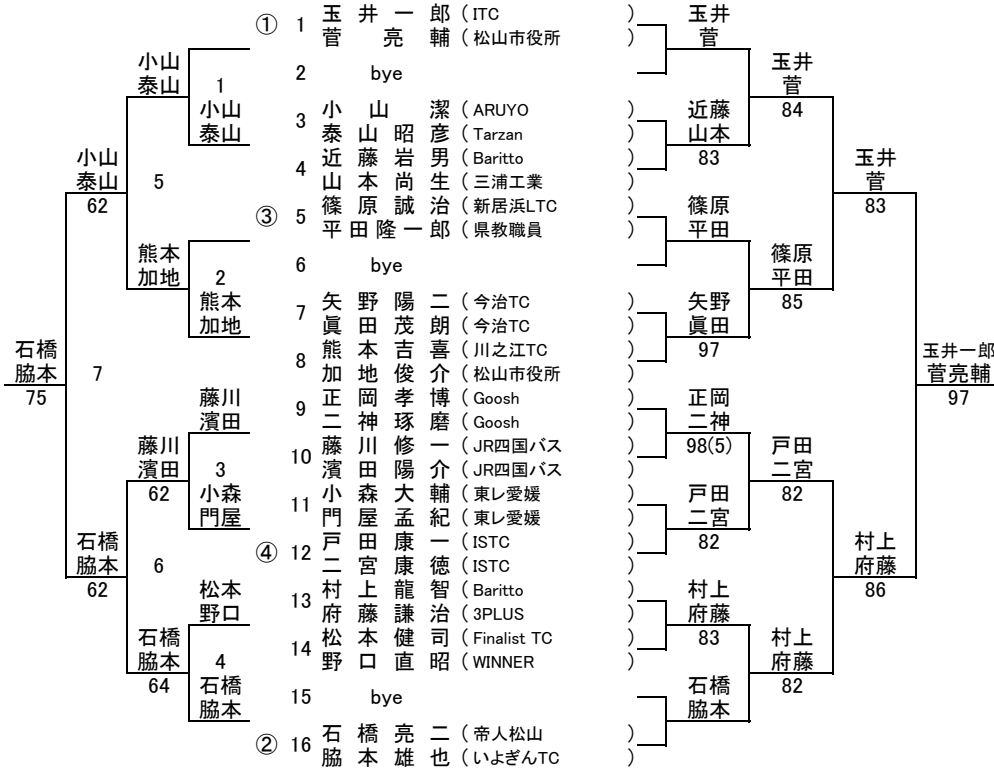 ① 1 玉井一郎 (ITC)
菅亮輔 (松山市役所)
2 bye
3 小山潔 (ARUYO)
泰山昭彦 (Tarzan)
4 近藤岩男 (Baritto)
山本尚生 (三浦工業)
③ 5 篠原誠治 (新居浜LTC)
平田隆一郎 (県教職員)
6 bye
7 矢野陽二 (今治TC)
眞田茂朗 (今治TC)
8 熊本吉喜 (川之江TC)
加地俊介 (松山市役所)
9 正岡孝博 (Goosh)
二神琢磨 (Goosh)
10 藤川修一 (JR四国バス)
濱田陽介 (JR四国バス)
11 小森大輔 (東レ愛媛)
門屋孟紀 (東レ愛媛)
④ 12 戸田康一 (ISTC)
二宮康徳 (ISTC)
13 村上龍智 (Baritto)
府藤謙治 (3PLUS)
14 松本健司 (Finalist TC)
野口直昭 (WINNER)
15 bye
② 16 石橋亮二 (帝人松山)
脇本雄也 (いよぎんTC)
玉井
菅
近藤
山本
83
篠原
平田
矢野
眞田
97
正岡
二神
98(5)
戸田
二宮
82
村上
府藤
83
石橋
脇本
玉井
菅
84
篠原
平田
85
戸田
二宮
82
村上
府藤
82
玉井
菅
83
村上
府藤
86
玉井一郎
菅亮輔
97
小山
泰山
1
小山
泰山
熊本
加地
2
熊本
加地
藤川
濱田
3
小森
門屋
松本
野口
4
石橋
脇本
小山
泰山
62
5
藤川
濱田
62
石橋
脇本
64
石橋
脇本
62
6
石橋
脇本
75
7